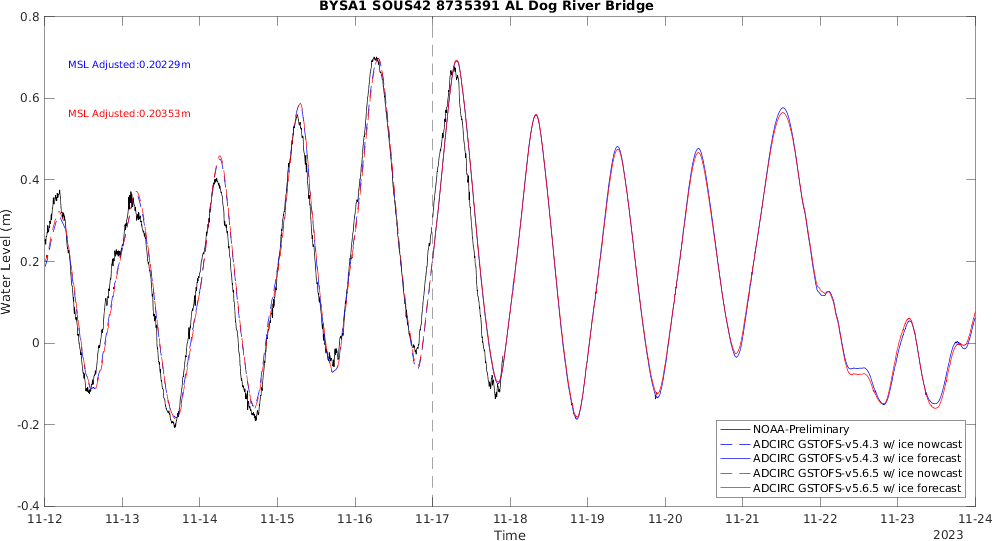 BYSA1 SOUS42 8735391 AL Dog River Bridge
0.8
0.6
0.4
0.2
0
-0.2
-0.4
Water Level (m)
MSL Adjusted:0.20229m
MSL Adjusted:0.20353m
NOAA-Preliminary
ADCIRC GSTOFS-v5.4.3 w/ ice nowcast
ADCIRC GSTOFS-v5.4.3 w/ ice forecast
ADCIRC GSTOFS-v5.6.5 w/ ice nowcast
ADCIRC GSTOFS-v5.6.5 w/ ice forecast
11-12 11-13 11-14 11-15 11-16 11-17 11-18 11-19 11-20 11-21 11-22 11-23 11-24
Time
2023